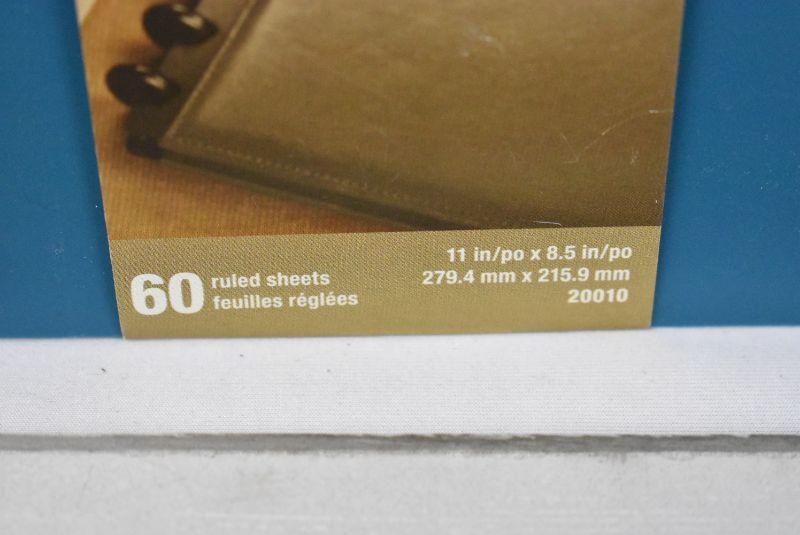 60 ruled sheets
feuilles réglées
11 in/po x 8.5 in/po
279.4 mm x 215.9 mm
20010